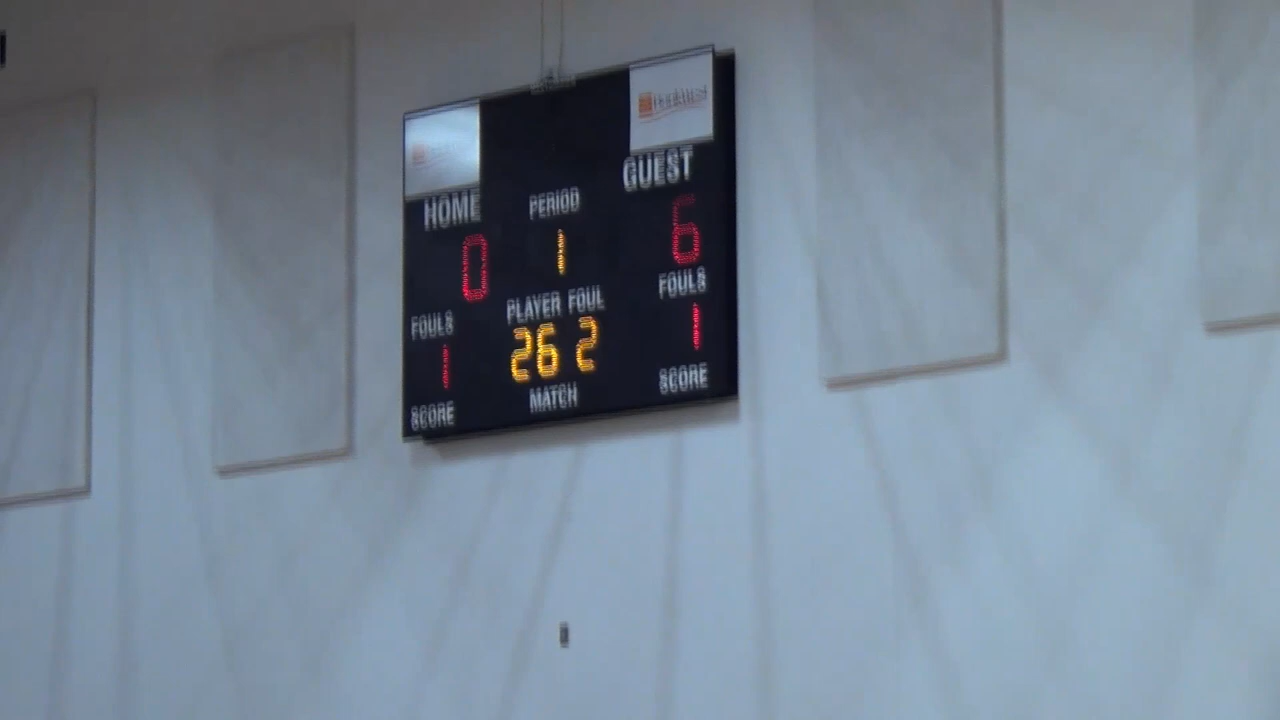 HOME PERIOD GUEST
0 1 6
FOULS PLAYER FOUL FOULS
1 26 2 1
SCORE MATCH SCORE